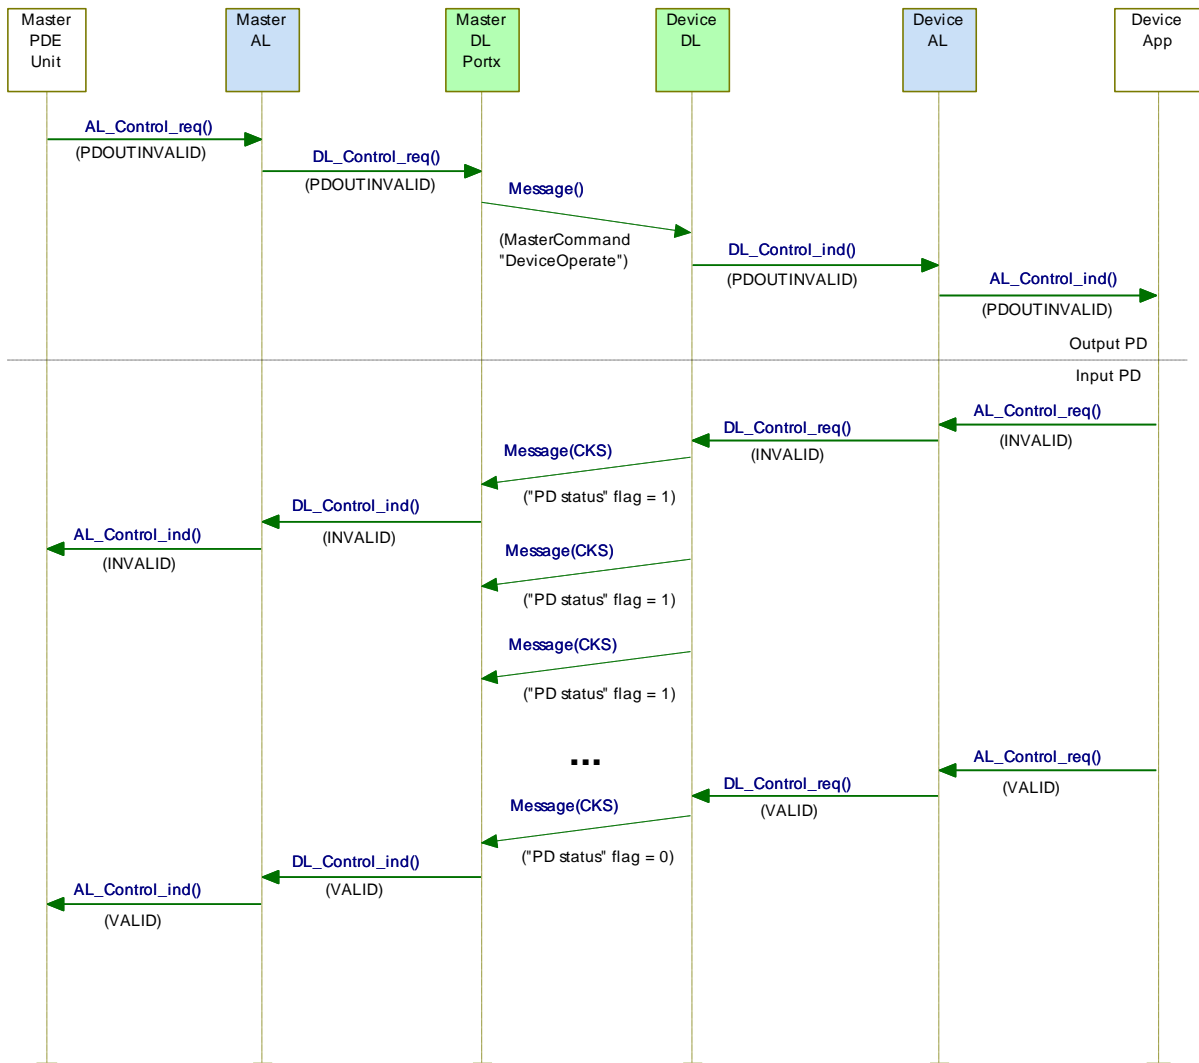 Master
PDE
Unit
Master
AL
Master
DL
Portx
Device
DL
Device
AL
Device
App
AL_Control_req()
(PDOUTINVALID)
DL_Control_req()
(PDOUTINVALID)
Message()
(MasterCommand
"DeviceOperate")
DL_Control_ind()
(PDOUTINVALID)
AL_Control_ind()
(PDOUTINVALID)
Output PD
Input PD
AL_Control_req()
(INVALID)
DL_Control_req()
(INVALID)
Message(CKS)
("PD status" flag = 1)
DL_Control_ind()
(INVALID)
AL_Control_ind()
(INVALID)
Message(CKS)
("PD status" flag = 1)
Message(CKS)
("PD status" flag = 1)
...
AL_Control_req()
(VALID)
DL_Control_req()
(VALID)
Message(CKS)
("PD status" flag = 0)
DL_Control_ind()
(VALID)
AL_Control_ind()
(VALID)